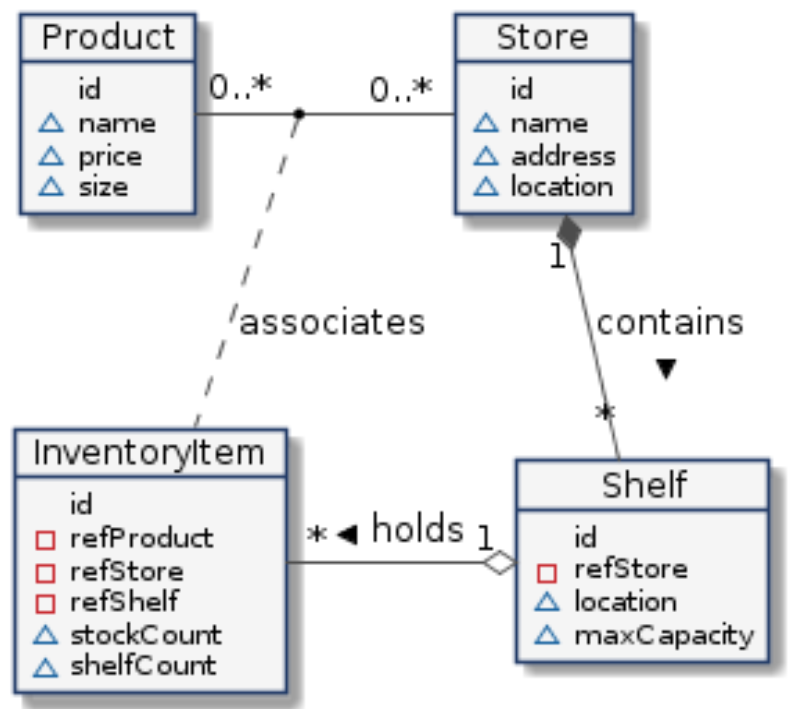 Product
id
name
price
size
0..*
0..*
Store
id
name
address
location
1
associates
contains
*
InventoryItem
id
refProduct
refStore
refShelf
stockCount
shelfCount
* ◀ holds 1
Shelf
id
refStore
location
maxCapacity